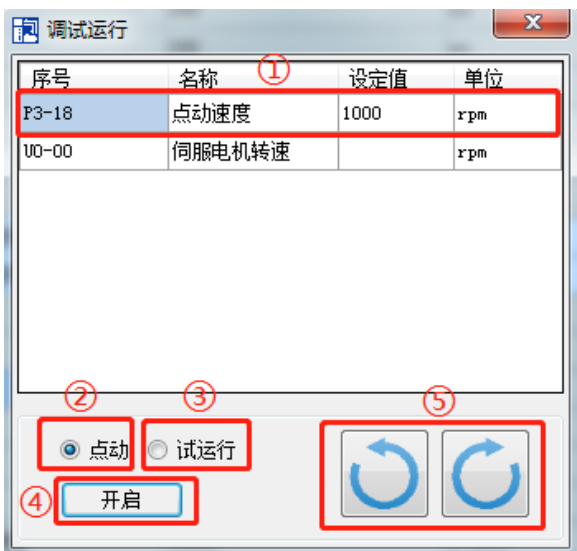 调试运行
序号 名称 ① 设定值 单位
P3-18 点动速度 1000 rpm
U0-00 伺服电机转速 rpm
② ③ ⑤
点动 试运行
④ 开启